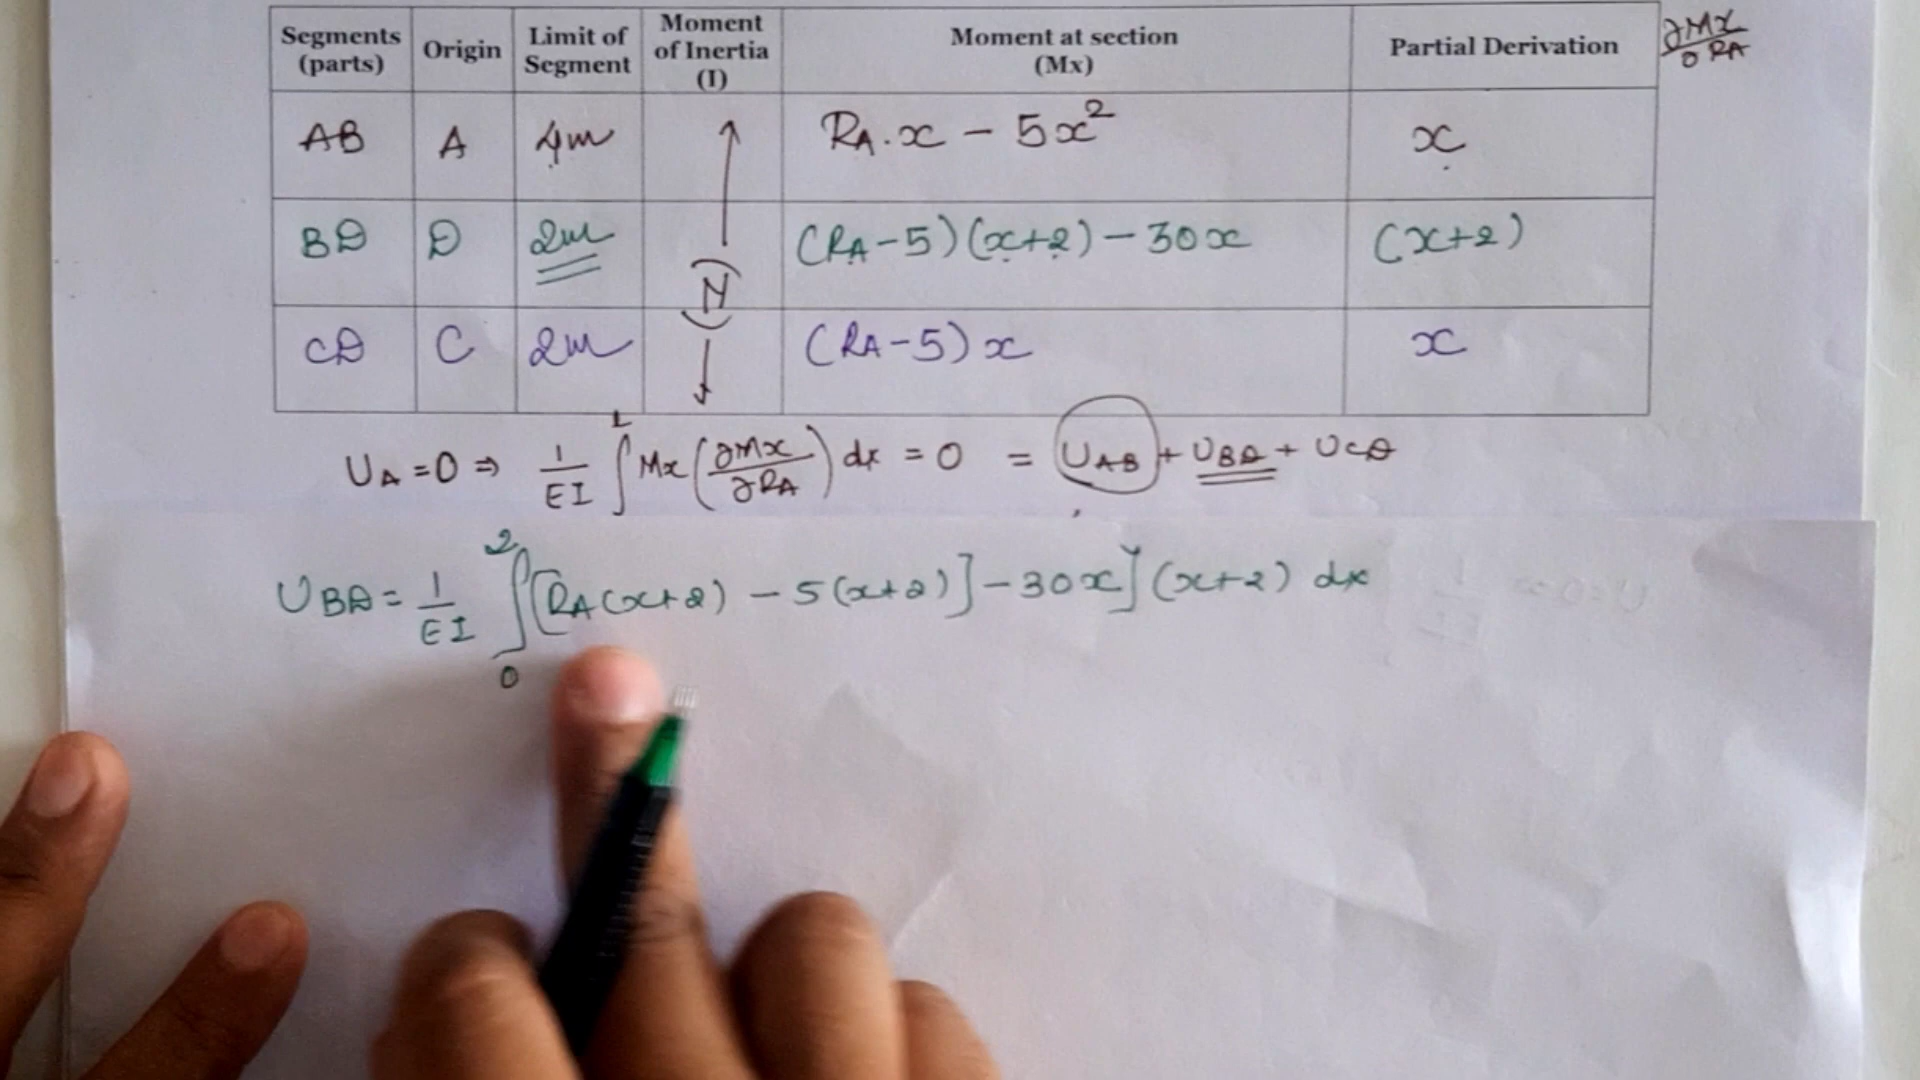 Segments (parts) Origin Limit of Segment Moment of Inertia (I) Moment at section (Mx) Partial Derivation ∂Mx/∂RA
AB A 4m RA.x - 5x²
x
BD D 2m (RA-5)(x+2)-30x (x+2)
(I)
CD C 2m (RA-5)x x
UA=0 ⇒ 1/EI ∫^L Mx(∂Mx/∂RA)dx = 0 = UAB + UBD + UCD
UBD = 1/EI ∫₀² [RA(x+2) - 5(x+2)] - 30x](x+2) dx